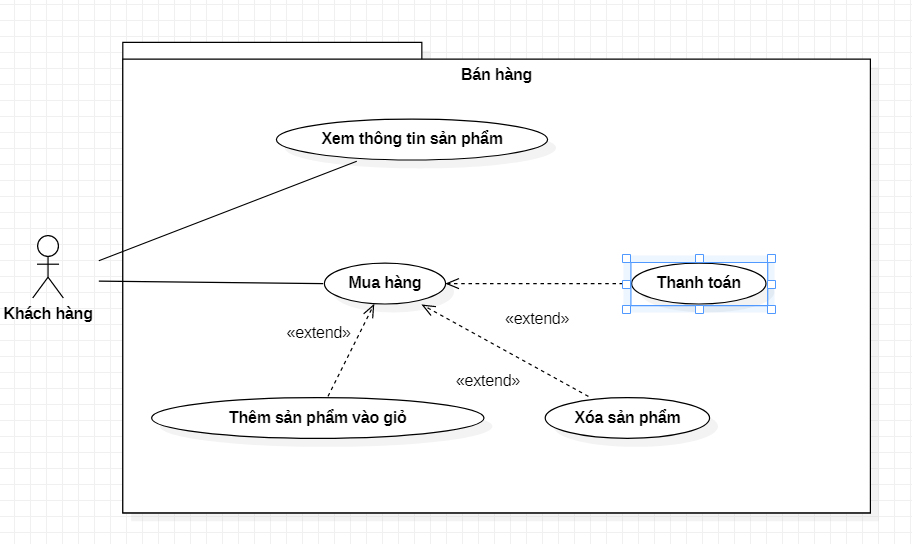 Bán hàng
Xem thông tin sản phẩm
Mua hàng
Thanh toán
Khách hàng
«extend»
«extend»
«extend»
Thêm sản phẩm vào giỏ
Xóa sản phẩm